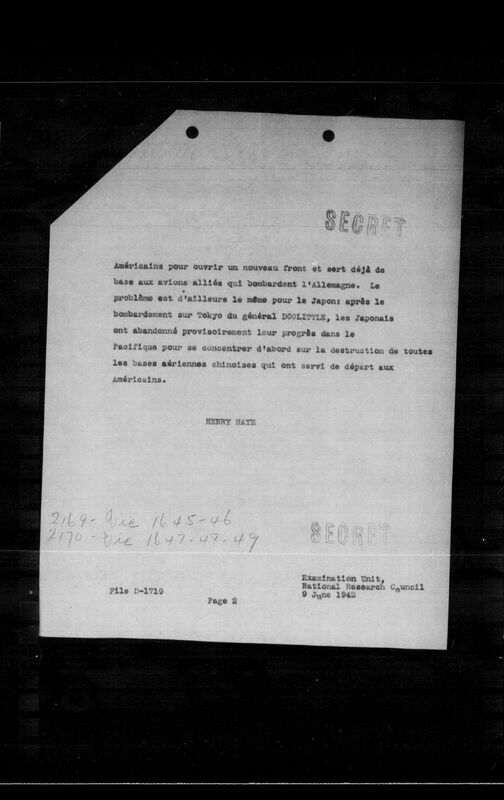 SECRET
Américains pour ouvrir un nouveau front et sert déjà de
base aux avions alliés qui bombardent l'Allemagne. Le
problème est d'ailleurs le même pour le Japon: après le
bombardement sur Tokyo du général DOOLITTLE, les Japonais
ont abandonné provisoirement leur progrès dans le
Pacifique pour se concentrer d'abord sur la destruction de toutes
les bases aériennes chinoises qui ont servi de départ aux
Américains.
HENRY HAYE
2169 - Vic 1645-46
2170 - Vic 1647-48-49
SECRET
File D-1719
Page 2
Examination Unit,
National Research Council
9 June 1942